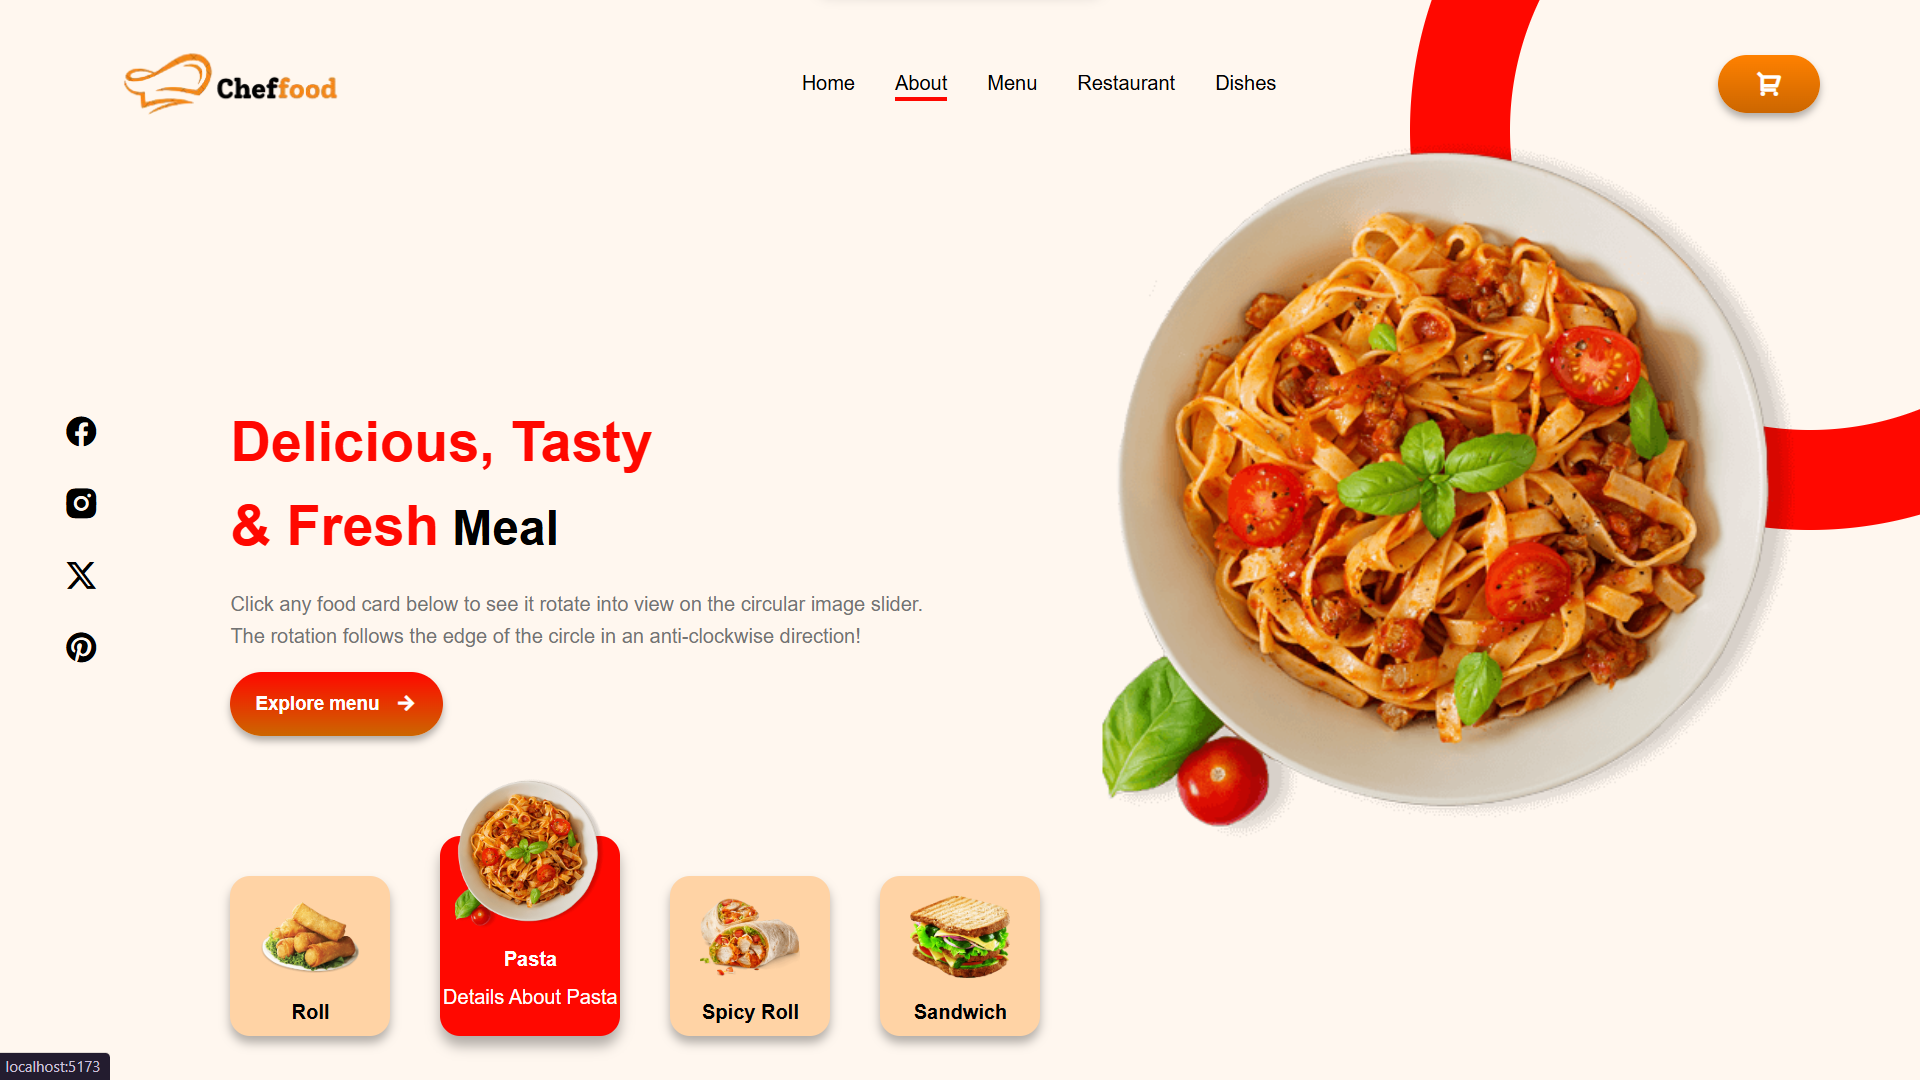 Cheffood
Home About Menu Restaurant Dishes
Delicious, Tasty
& Fresh Meal
Click any food card below to see it rotate into view on the circular image slider.
The rotation follows the edge of the circle in an anti-clockwise direction!
Explore menu
Roll
Pasta
Details About Pasta
Spicy Roll
Sandwich
localhost:5173